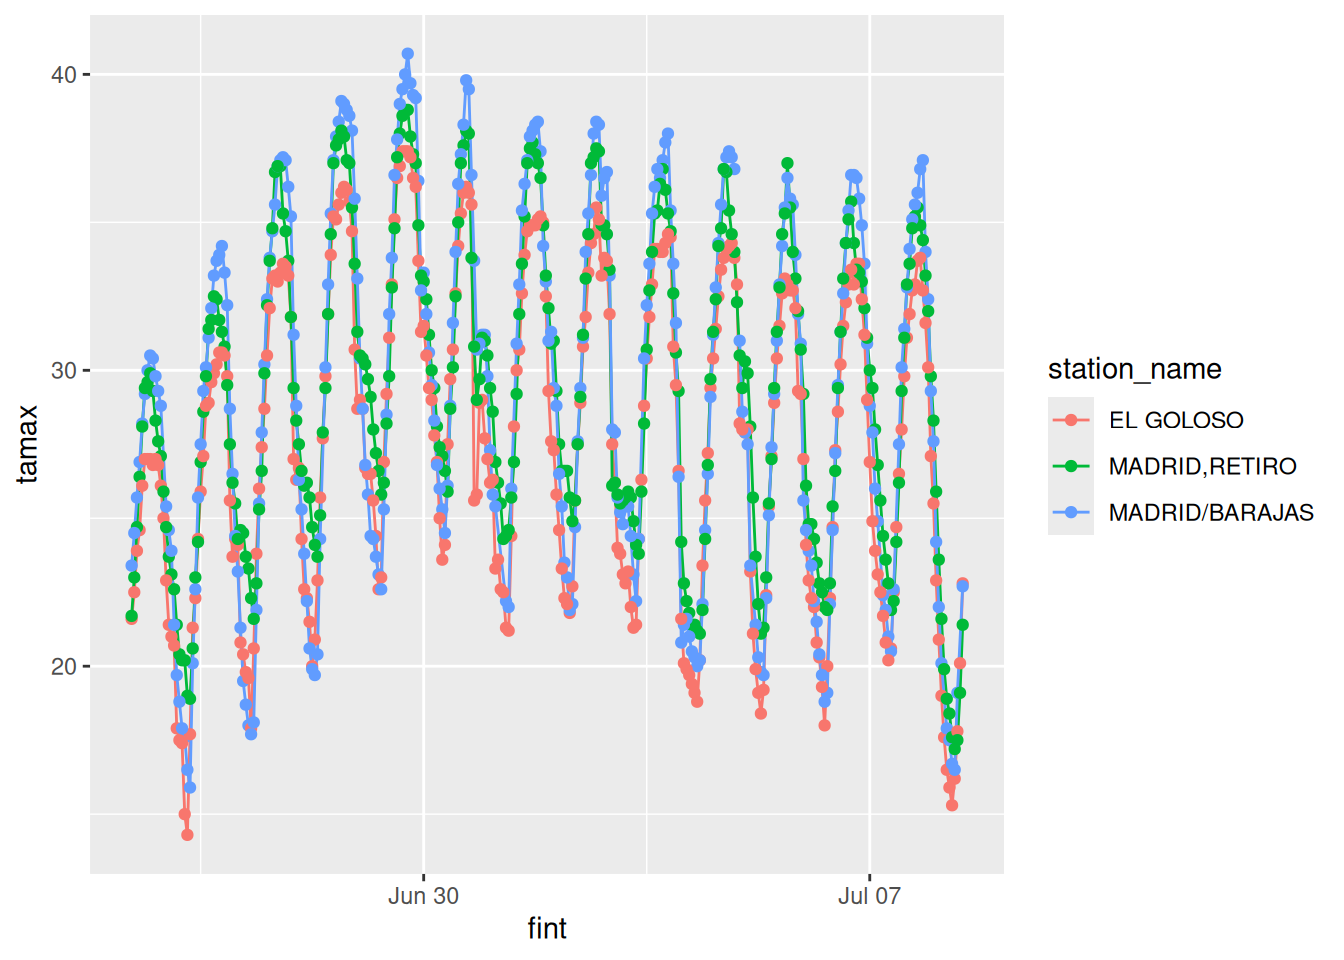 40
30
20
tamax
Jun 30
Jul 07
fint
station_name
EL GOLOSO
MADRID,RETIRO
MADRID/BARAJAS